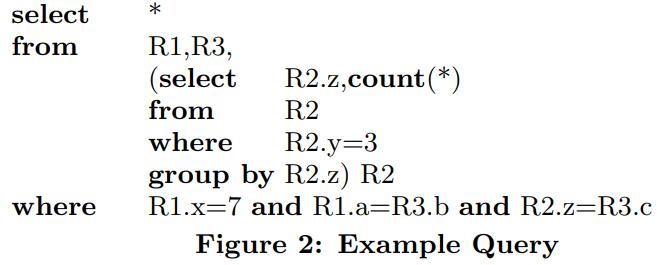 select *
from R1,R3,
(select R2.z,count(*)
from R2
where R2.y=3
group by R2.z) R2
where R1.x=7 and R1.a=R3.b and R2.z=R3.c
Figure 2: Example Query